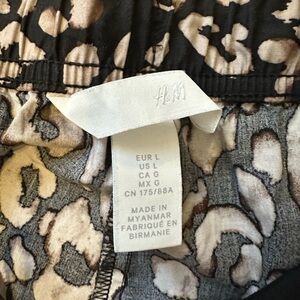 H&M
EUR L
US L
CA G
MX G
CN 175/88A
MADE IN
MYANMAR
FABRIQUÉ EN
BIRMANIE